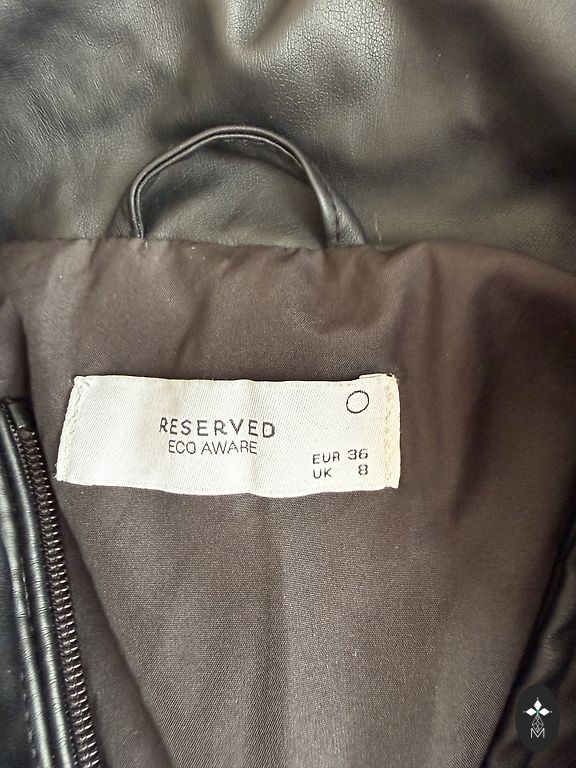 RESERVED
ECO AWARE
EUR 36
UK 8